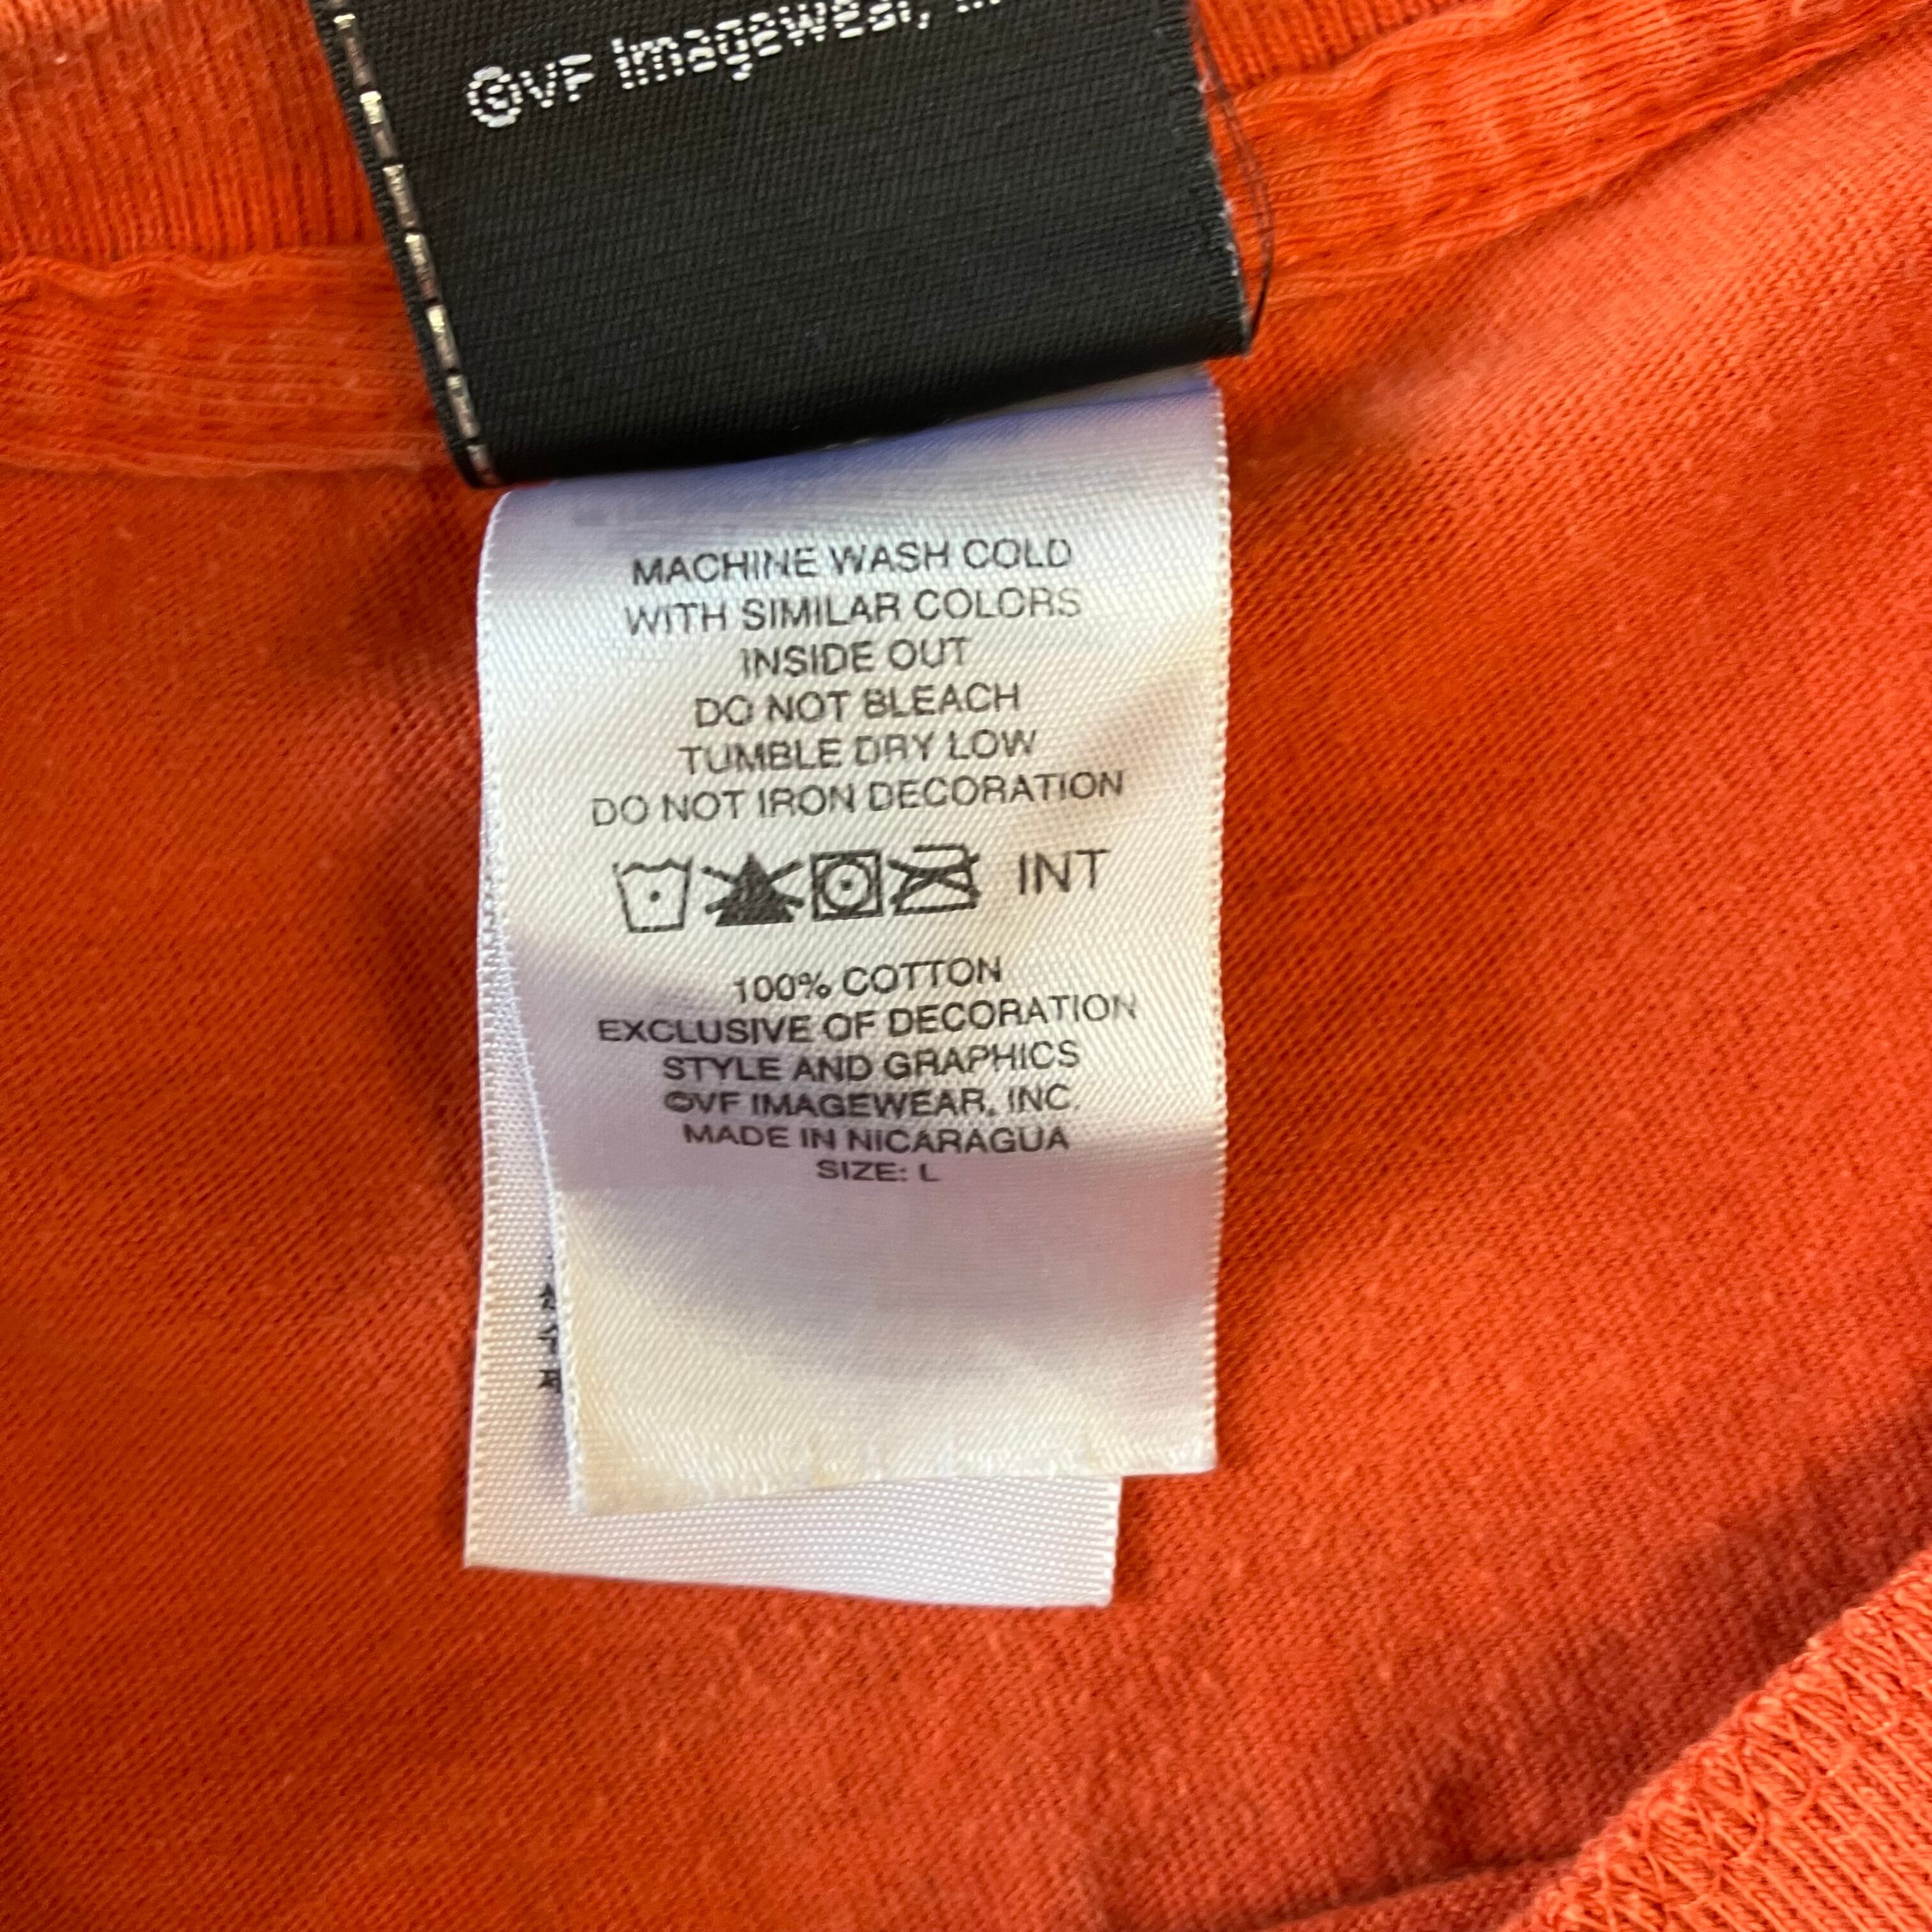 ©VF Imagewear,
MACHINE WASH COLD
WITH SIMILAR COLORS
INSIDE OUT
DO NOT BLEACH
TUMBLE DRY LOW
DO NOT IRON DECORATION
INT
100% COTTON
EXCLUSIVE OF DECORATION
STYLE AND GRAPHICS
©VF IMAGEWEAR, INC.
MADE IN NICARAGUA
SIZE: L